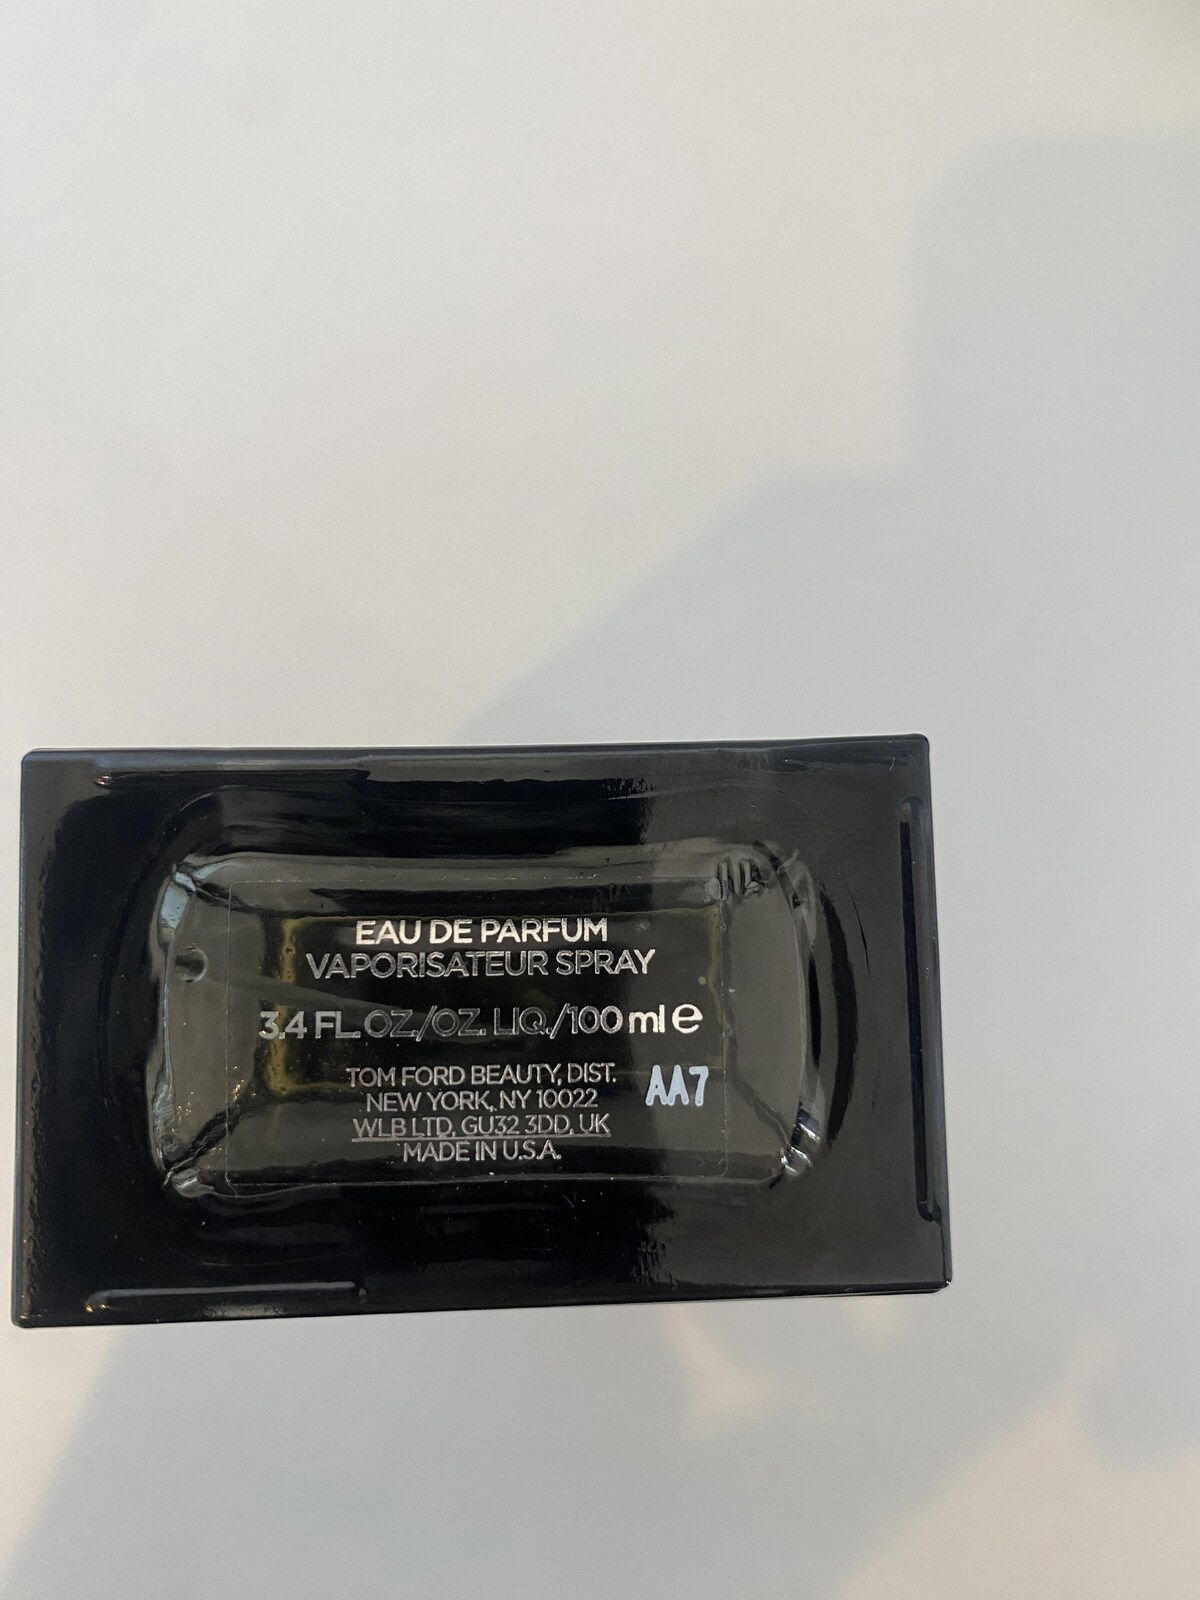 EAU DE PARFUM
VAPORISATEUR SPRAY
3.4 FL. OZ./OZ. LIQ./100 ml e
TOM FORD BEAUTY, DIST.
NEW YORK, NY 10022
WLB LTD, GU32 3DD, UK
MADE IN U.S.A.
AA7